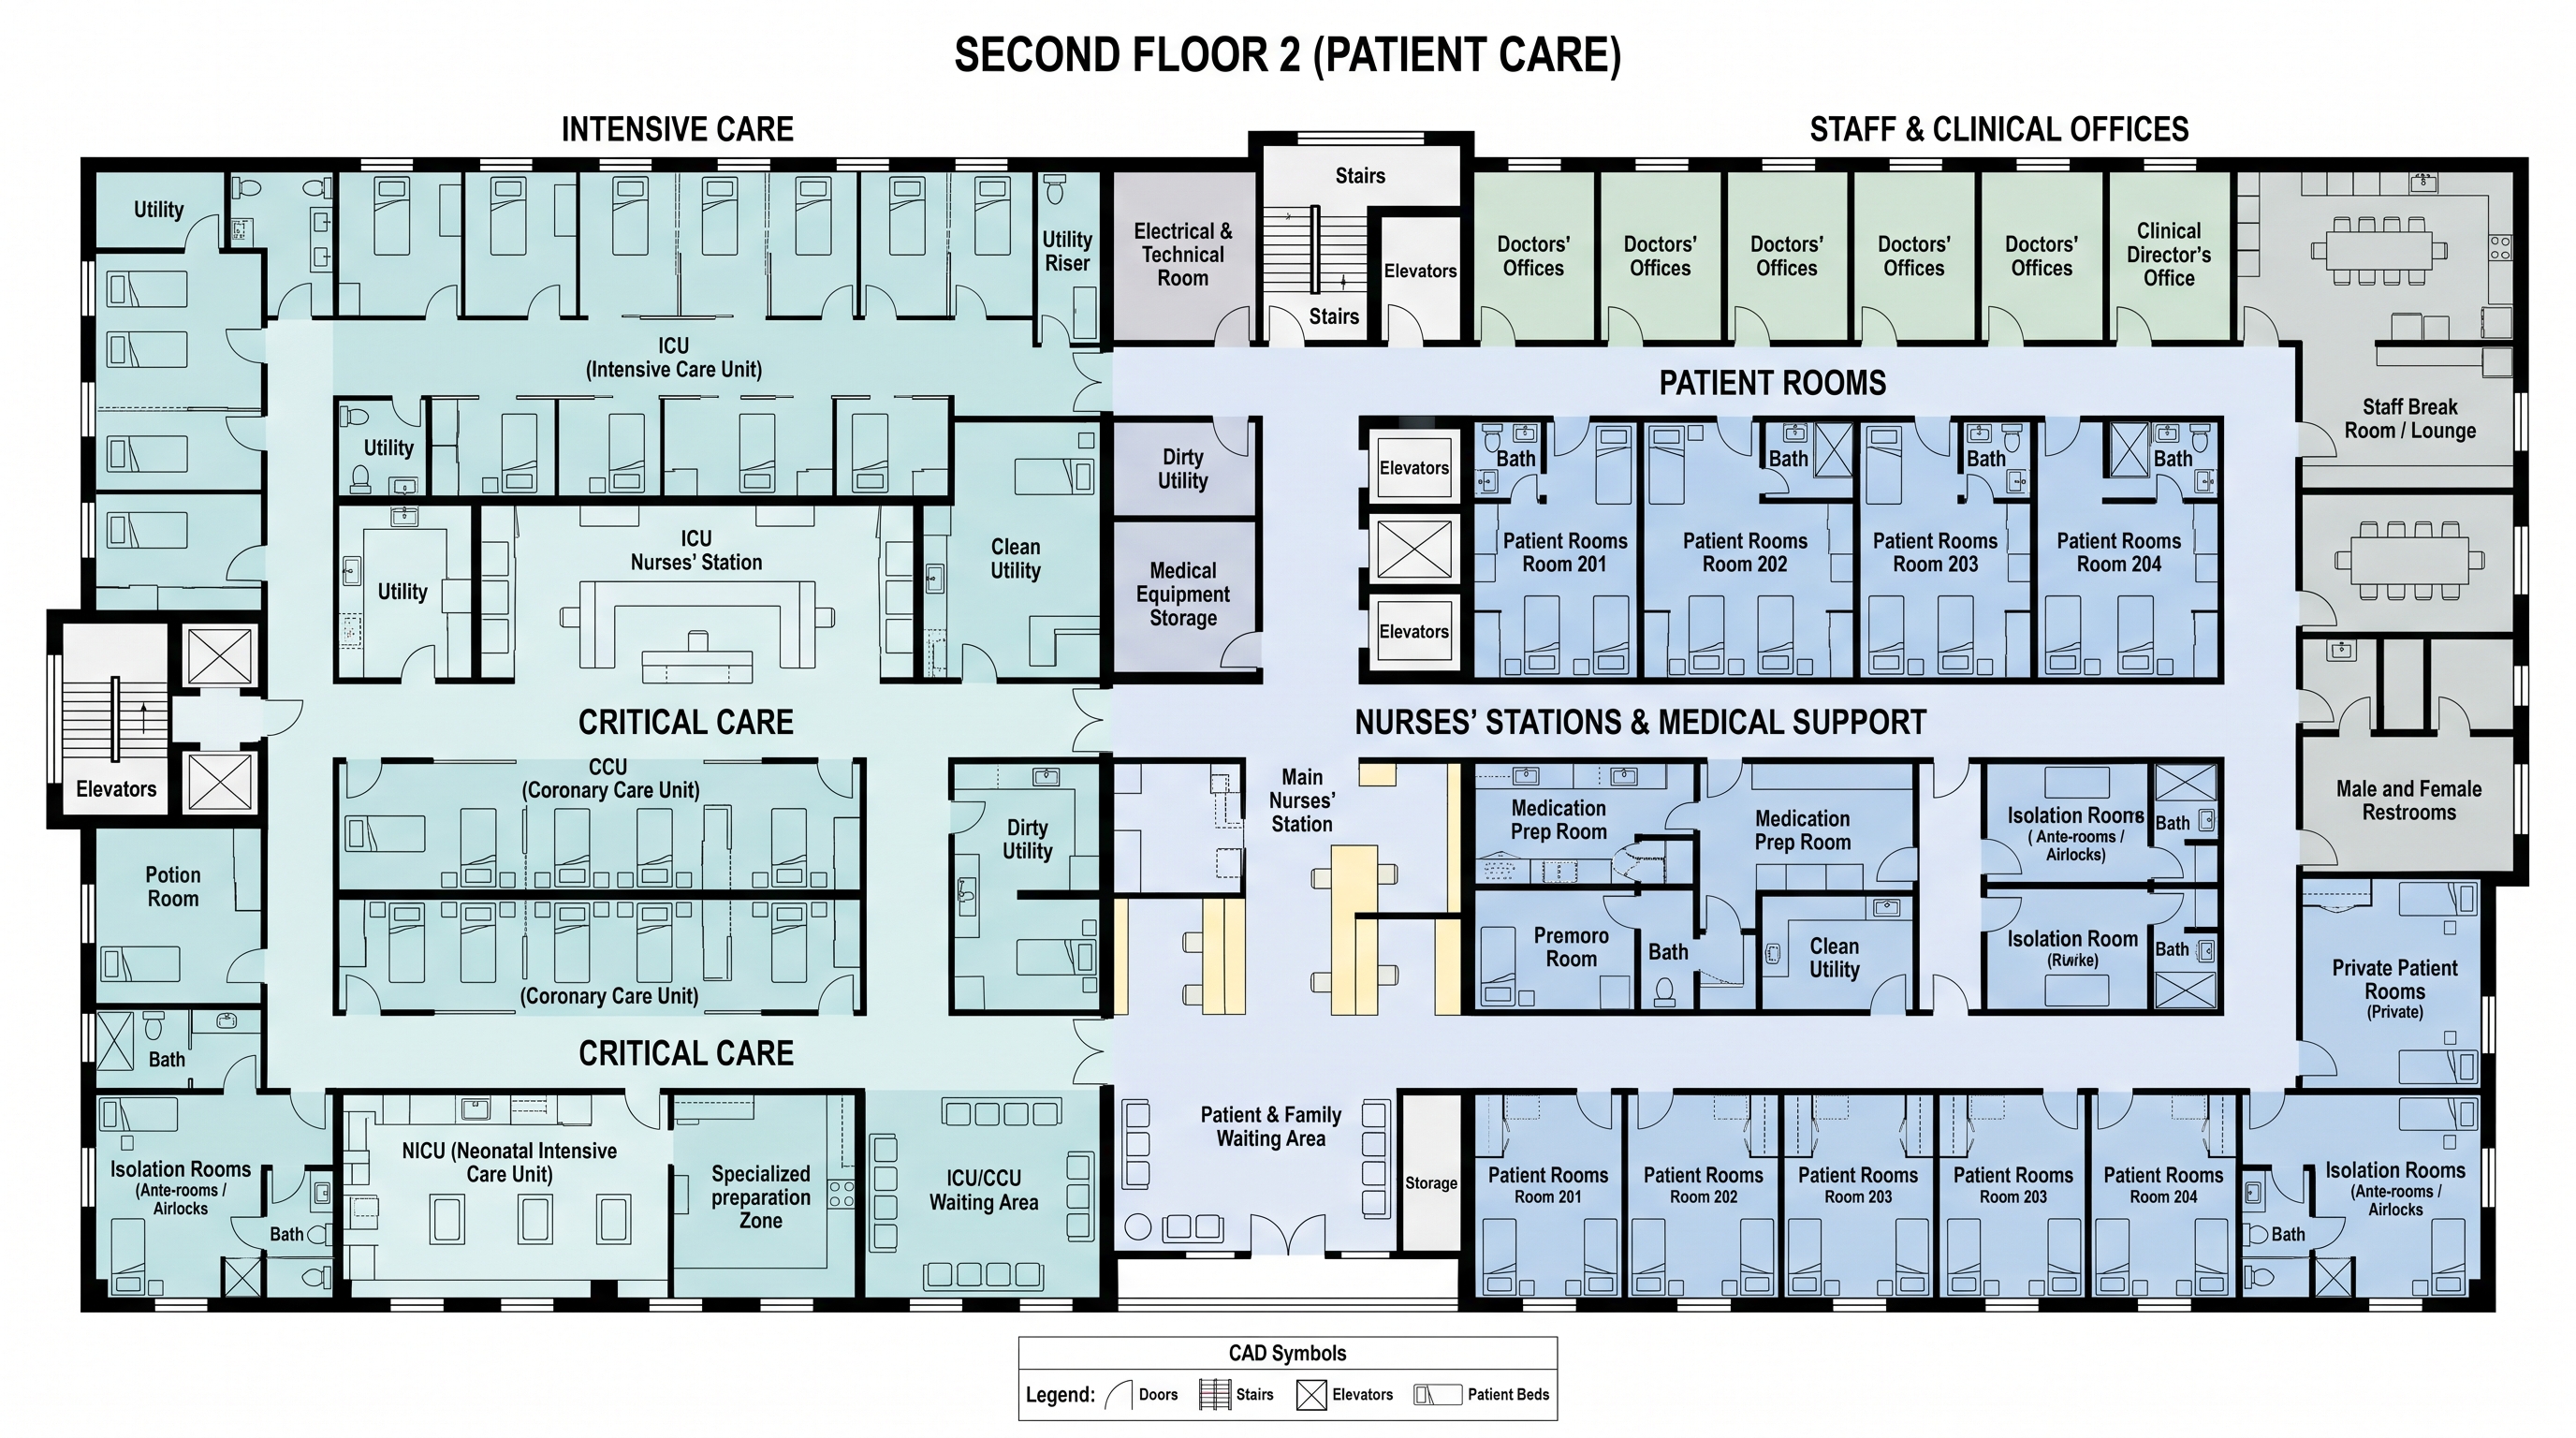 SECOND FLOOR 2 (PATIENT CARE)
INTENSIVE CARE
STAFF & CLINICAL OFFICES
Utility
Utility
Riser
Electrical &
Technical
Room
Stairs
Stairs
Elevators
Doctors'
Offices
Doctors'
Offices
Doctors'
Offices
Doctors'
Offices
Doctors'
Offices
Clinical
Director's
Office
ICU
(Intensive Care Unit)
PATIENT ROOMS
Staff Break
Room / Lounge
Utility
Dirty
Utility
Elevators
Bath
Bath
Bath
Bath
Utility
ICU
Nurses' Station
Clean
Utility
Medical
Equipment
Storage
Elevators
Patient Rooms
Room 201
Patient Rooms
Room 202
Patient Rooms
Room 203
Patient Rooms
Room 204
CRITICAL CARE
NURSES' STATIONS & MEDICAL SUPPORT
Elevators
CCU
(Coronary Care Unit)
Dirty
Utility
Main
Nurses'
Station
Medication
Prep Room
Medication
Prep Room
Isolation Rooms
( Ante-rooms /
Airlocks)
Bath
Male and Female
Restrooms
Potion
Room
(Coronary Care Unit)
Premoro
Room
Bath
Clean
Utility
Isolation Room
Bath
Private Patient
Rooms
(Private)
Bath
CRITICAL CARE
Isolation Rooms
(Ante-rooms /
Airlocks
Bath
NICU (Neonatal Intensive
Care Unit)
Specialized
preparation
Zone
ICU/CCU
Waiting Area
Patient & Family
Waiting Area
Storage
Patient Rooms
Room 201
Patient Rooms
Room 202
Patient Rooms
Room 203
Patient Rooms
Room 203
Patient Rooms
Room 204
Bath
Isolation Rooms
(Ante-rooms /
Airlocks
CAD Symbols
Legend: Doors Stairs Elevators Patient Beds